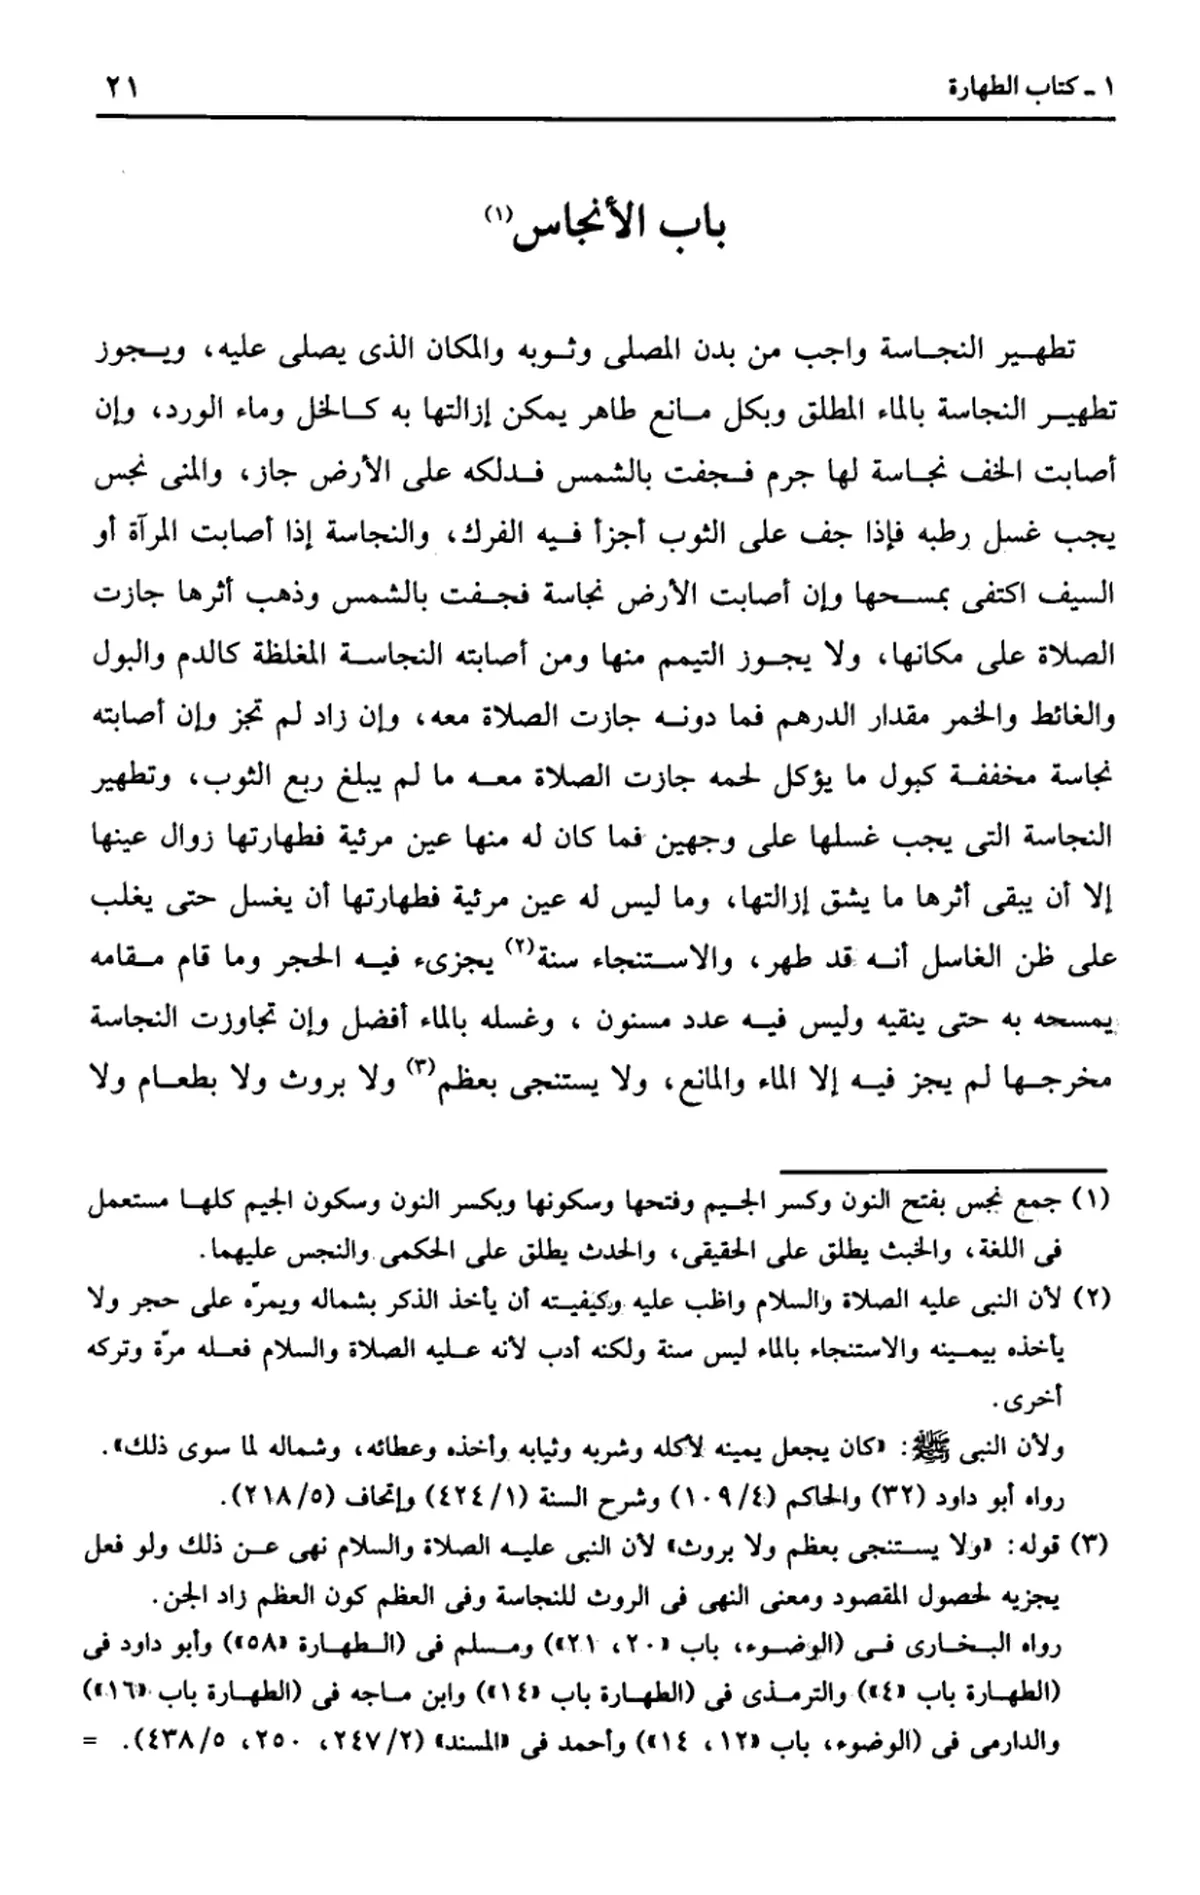 ١ - كتاب الطهارة
٢١
باب الأنجاس(١)
تطهير النجاسة واجب من بدن المصلى وثوبه والمكان الذى يصلى عليه، ويجوز
تطهير النجاسة بالماء المطلق وبكل مانع طاهر يمكن إزالتها به كالخل وماء الورد، وإن
أصابت الخف نجاسة لها جرم فجفت بالشمس فدلكه على الأرض جاز، والمنى نجس
يجب غسل رطبه فإذا جف على الثوب أجزأ فيه الفرك، والنجاسة إذا أصابت المرآة أو
السيف اكتفى بمسحها وإن أصابت الأرض نجاسة فجفت بالشمس وذهب أثرها جازت
الصلاة على مكانها، ولا يجوز التيمم منها ومن أصابته النجاسة المغلظة كالدم والبول
والغائط والخمر مقدار الدرهم فما دونه جازت الصلاة معه، وإن زاد لم تجز وإن أصابته
نجاسة مخففة كبول ما يؤكل لحمه جازت الصلاة معه ما لم يبلغ ربع الثوب، وتطهير
النجاسة التى يجب غسلها على وجهين فما كان له منها عين مرئية فطهارتها زوال عينها
إلا أن يبقى أثرها ما يشق إزالتها، وما ليس له عين مرئية فطهارتها أن يغسل حتى يغلب
على ظن الغاسل أنه قد طهر، والاستنجاء سنة(٢) يجزىء فيه الحجر وما قام مقامه
يمسحه به حتى ينقيه وليس فيه عدد مسنون ، وغسله بالماء أفضل وإن تجاوزت النجاسة
مخرجها لم يجز فيه إلا الماء والمانع، ولا يستنجى بعظم(٣) ولا بروث ولا بطعام ولا
(١) جمع نجس بفتح النون وكسر الجيم وفتحها وسكونها وبكسر النون وسكون الجيم كلها مستعمل
فى اللغة، والخبث يطلق على الحقيقى، والحدث يطلق على الحكمى والنجس عليهما.
(٢) لأن النبى عليه الصلاة والسلام واظب عليه وكيفيته أن يأخذ الذكر بشماله ويمرّه على حجر ولا
يأخذه بيمينه والاستنجاء بالماء ليس سنة ولكنه أدب لأنه عليه الصلاة والسلام فعله مرّة وتركه
أخرى.
ولأن النبى ﷺ: «كان يجعل يمينه لأكله وشربه وثيابه وأخذه وعطائه، وشماله لما سوى ذلك».
رواه أبو داود (٣٢) والحاكم (١٠٩/٤) وشرح السنة (٤٢٤/١) وإتحاف (٢١٨/٥).
(٣) قوله: «ولا يستنجى بعظم ولا بروث» لأن النبى عليه الصلاة والسلام نهى عن ذلك ولو فعل
يجزيه لحصول المقصود ومعنى النهى فى الروث للنجاسة وفى العظم كون العظم زاد الجن.
رواه البخارى فى (الوضوء، باب «٢٠، ٢١») ومسلم فى (الطهارة «٥٨») وأبو داود فى
(الطهارة باب «٤») والترمذى فى (الطهارة باب «١٤») وابن ماجه فى (الطهارة باب «١٦»)
والدارمى فى (الوضوء، باب «١٢، ١٤») وأحمد فى «المسند» (٢٤٧/٢، ٢٥٠، ٤٣٨/٥). =